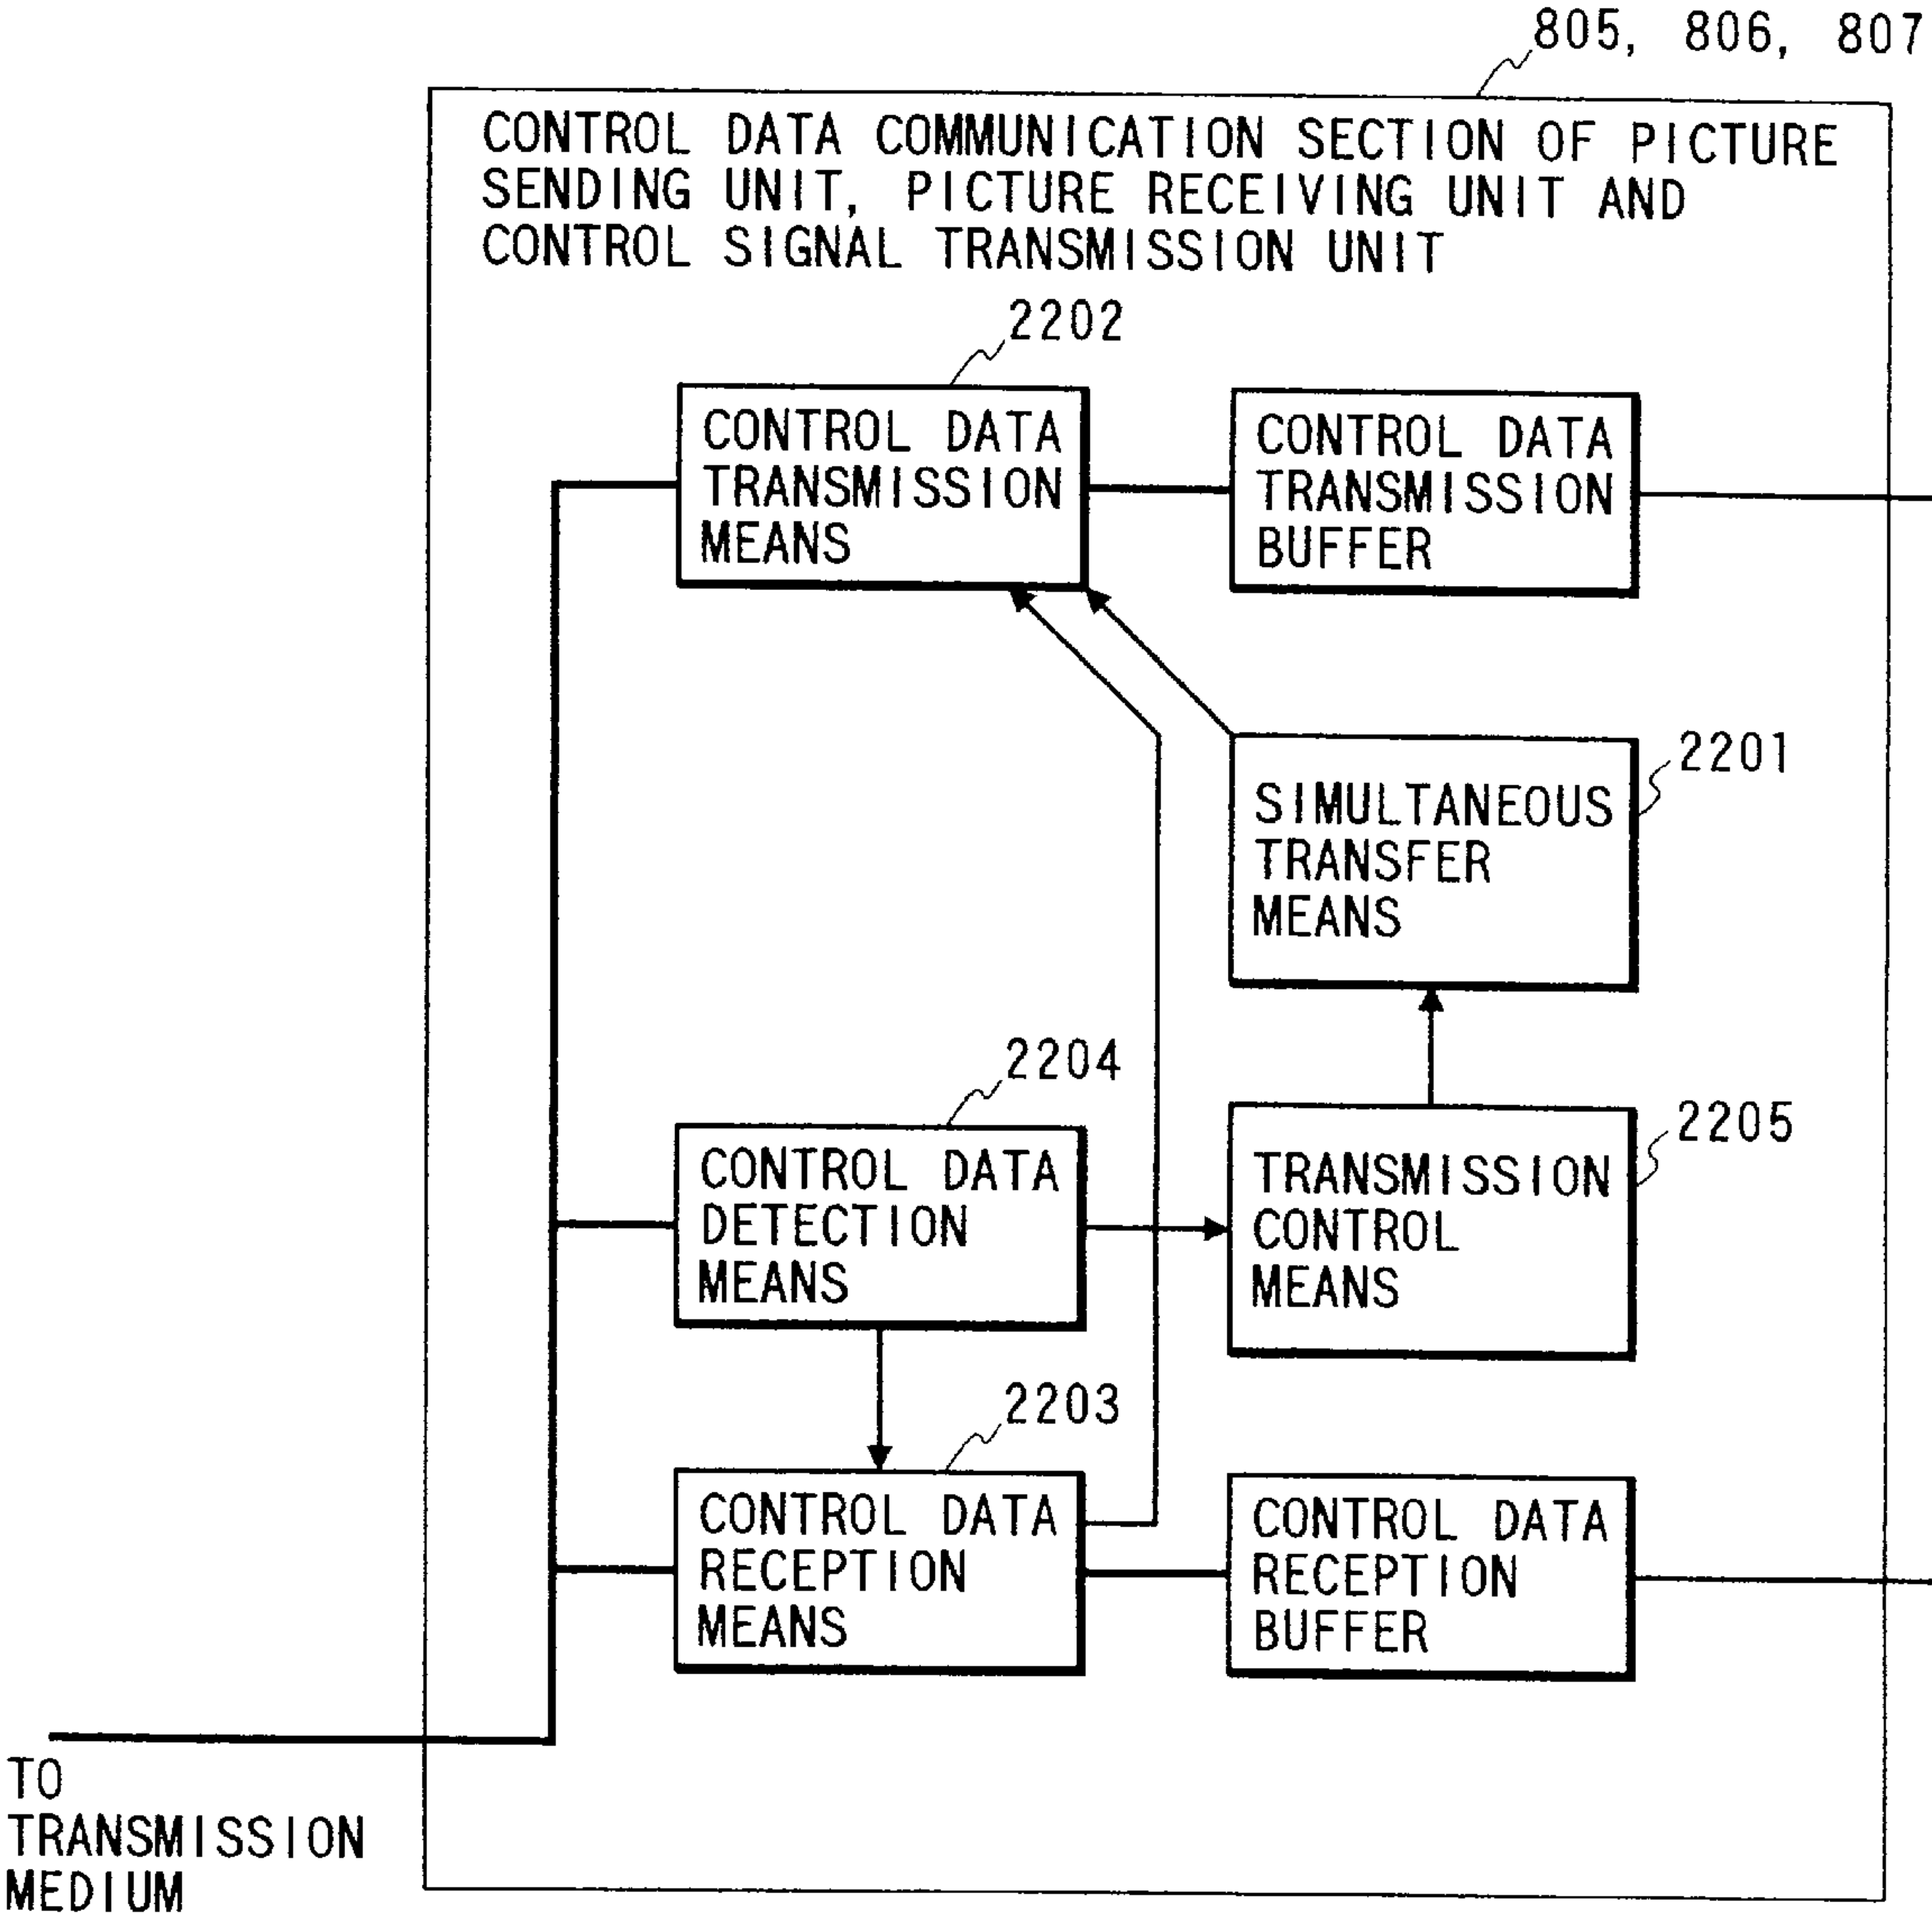 805, 806, 807
CONTROL DATA COMMUNICATION SECTION OF PICTURE
SENDING UNIT, PICTURE RECEIVING UNIT AND
CONTROL SIGNAL TRANSMISSION UNIT
2202
CONTROL DATA
TRANSMISSION
MEANS
CONTROL DATA
TRANSMISSION
BUFFER
2201
SIMULTANEOUS
TRANSFER
MEANS
2204
CONTROL DATA
DETECTION
MEANS
2205
TRANSMISSION
CONTROL
MEANS
2203
CONTROL DATA
RECEPTION
MEANS
CONTROL DATA
RECEPTION
BUFFER
TO
TRANSMISSION
MEDIUM